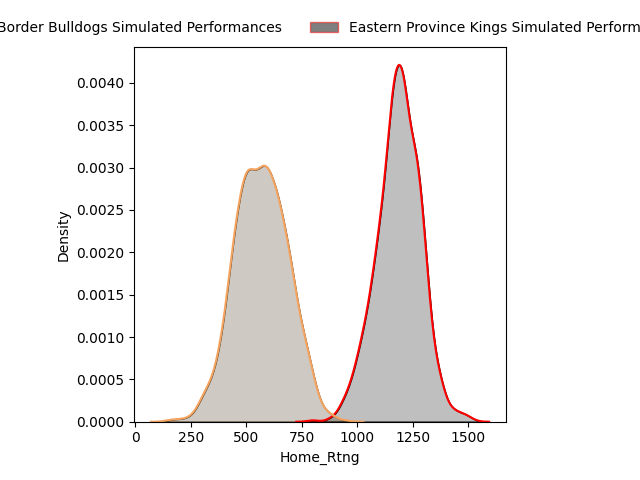 Border Bulldogs Simulated Performances Eastern Province Kings Simulated Perform
0.0040
0.0035
0.0030
0.0025
0.0020
0.0015
0.0010
0.0005
0.0000
Density
0 250 500 750 1000 1250 1500
Home_Rtng